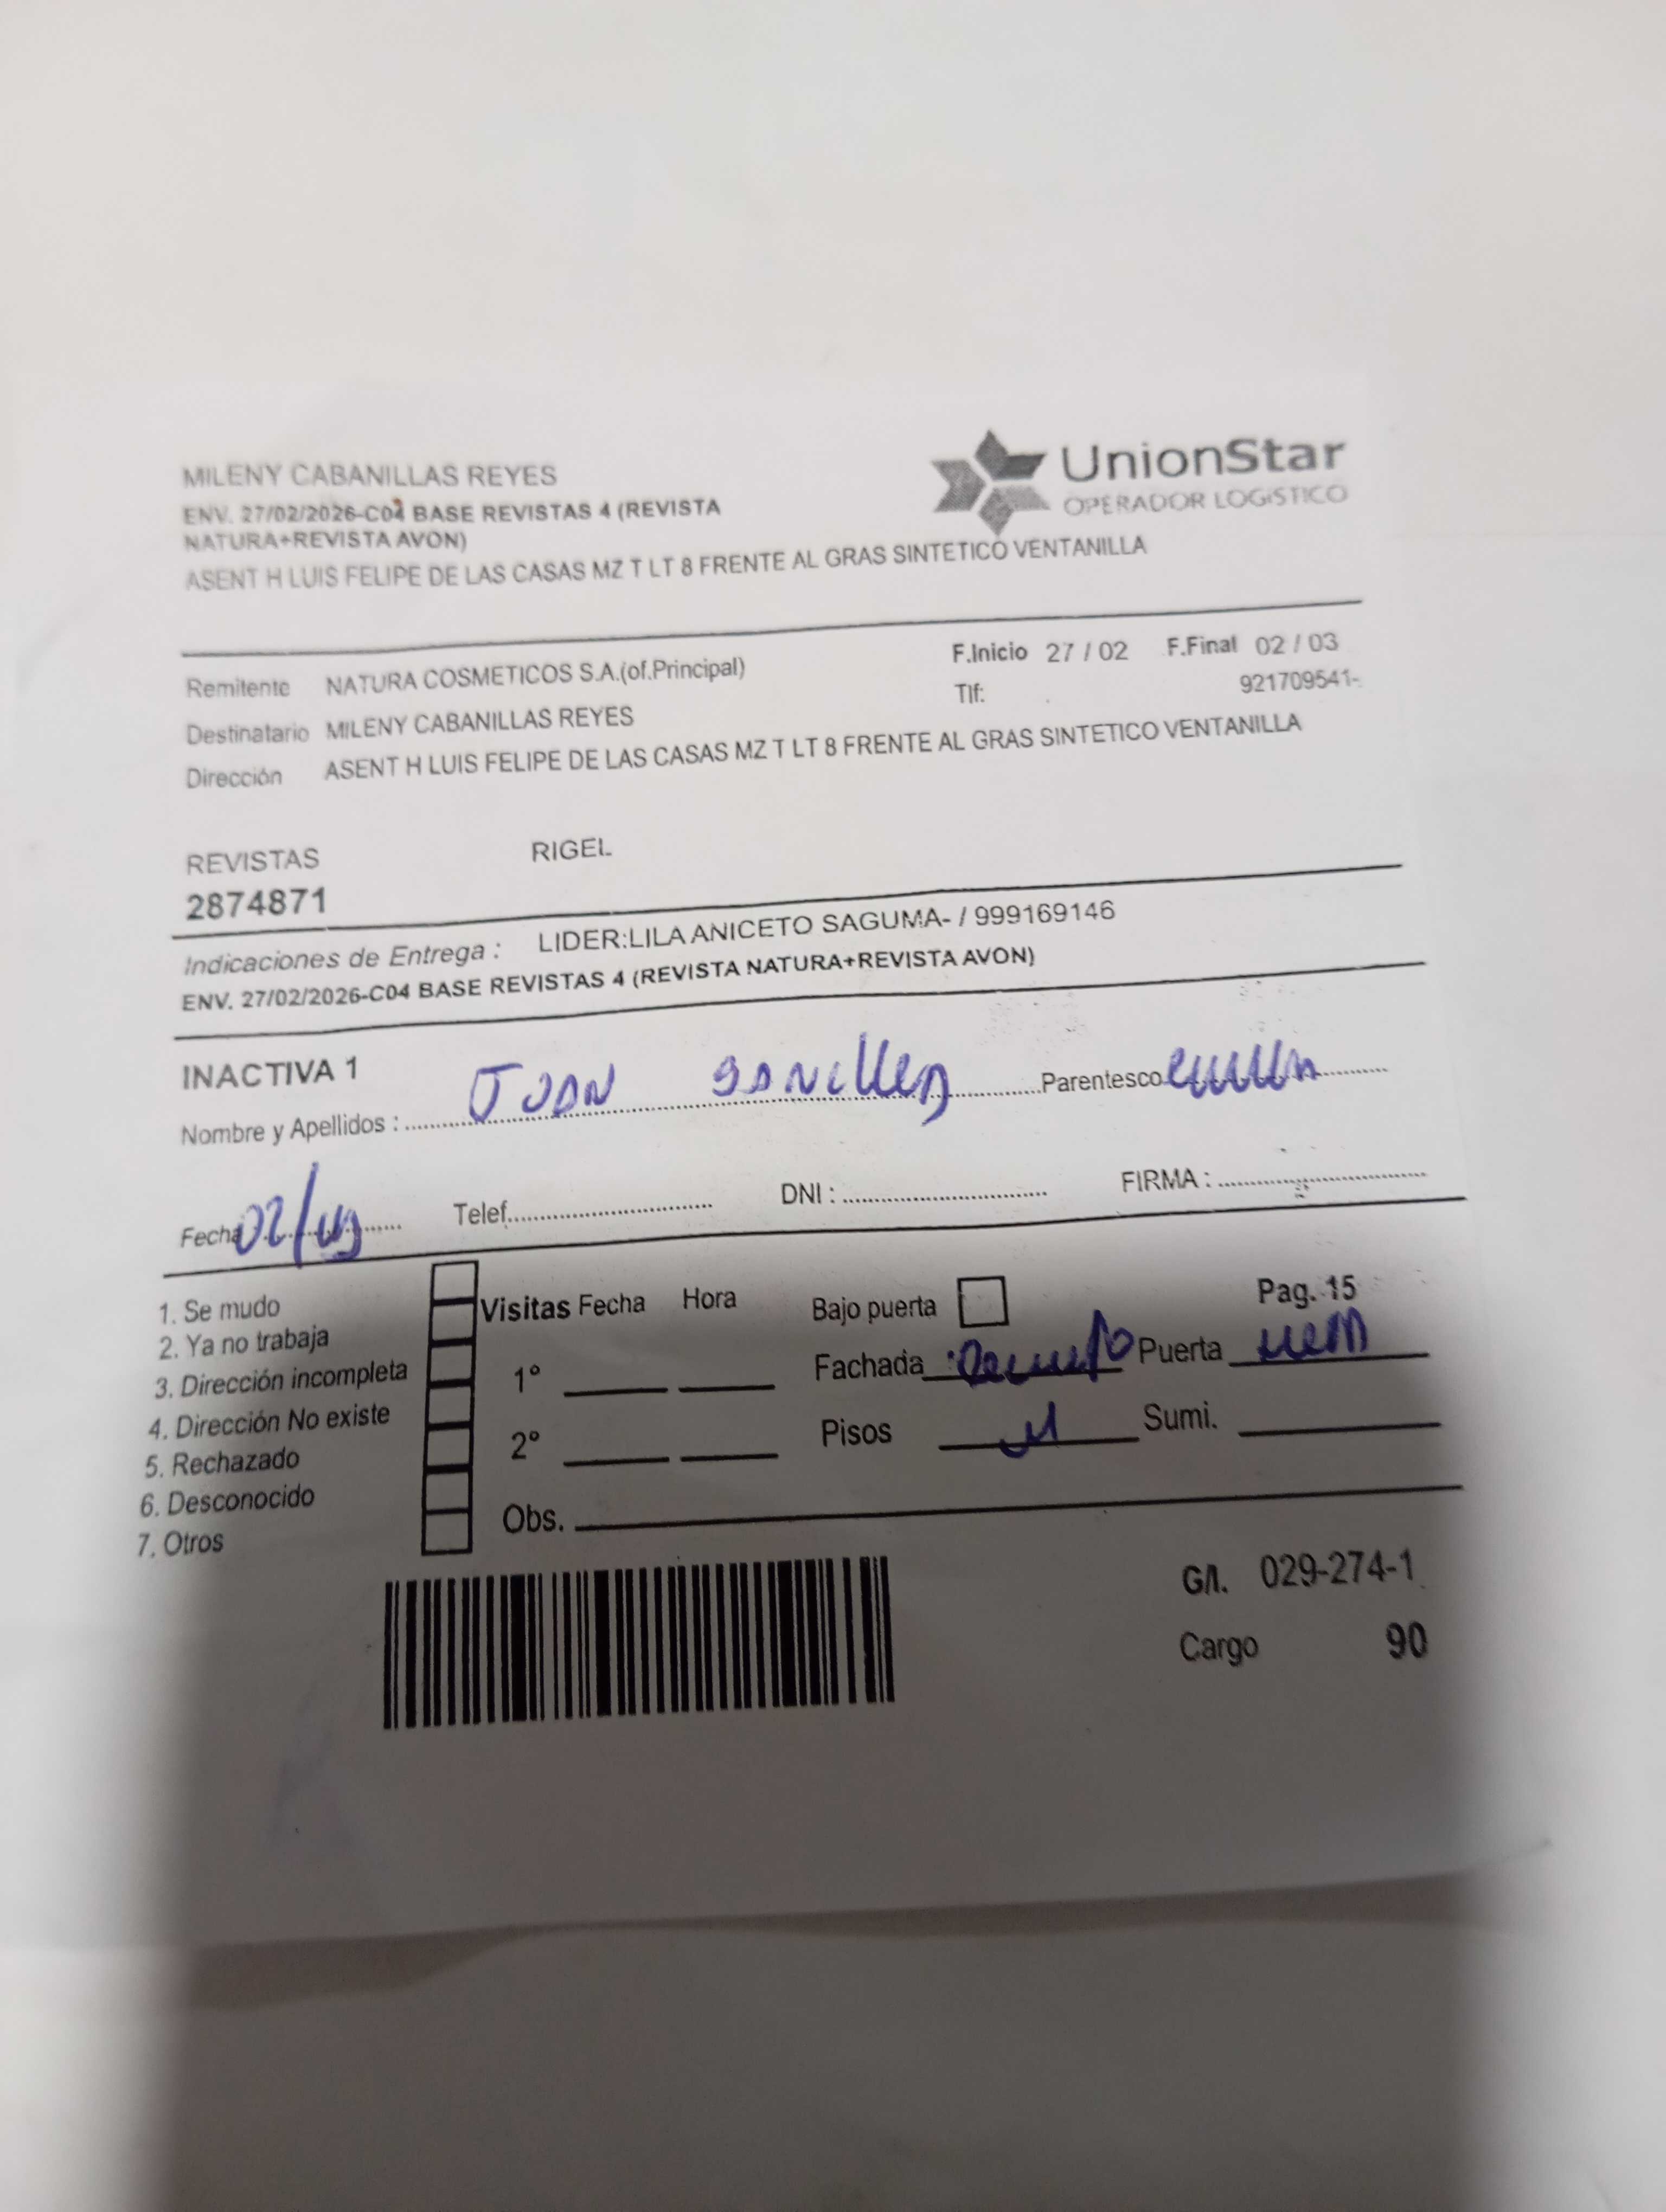 MILENY CABANILLAS REYES
UnionStar
OPERADOR LOGÍSTICO
ENV. 27/02/2026-C04 BASE REVISTAS 4 (REVISTA
NATURA+REVISTA AVON)
ASENT H LUIS FELIPE DE LAS CASAS MZ T LT 8 FRENTE AL GRAS SINTETICO VENTANILLA
Remitente NATURA COSMETICOS S.A.(of.Principal) F.Inicio 27 / 02 F.Final 02 / 03
Destinatario MILENY CABANILLAS REYES Tlf: 921709541-
Dirección ASENT H LUIS FELIPE DE LAS CASAS MZ T LT 8 FRENTE AL GRAS SINTETICO VENTANILLA
REVISTAS RIGEL
2874871
Indicaciones de Entrega : LIDER:LILA ANICETO SAGUMA- / 999169146
ENV. 27/02/2026-C04 BASE REVISTAS 4 (REVISTA NATURA+REVISTA AVON)
INACTIVA 1
Nombre y Apellidos : JUAN Parentesco
Fecha 02/03 Telef. DNI : FIRMA :
1. Se mudo
2. Ya no trabaja
3. Dirección incompleta
4. Dirección No existe
5. Rechazado
6. Desconocido
7. Otros
Visitas Fecha Hora
1°
2°
Obs.
Bajo puerta Pag. 15
Fachada Puerta
Pisos Sumi.
G/I. 029-274-1
Cargo 90